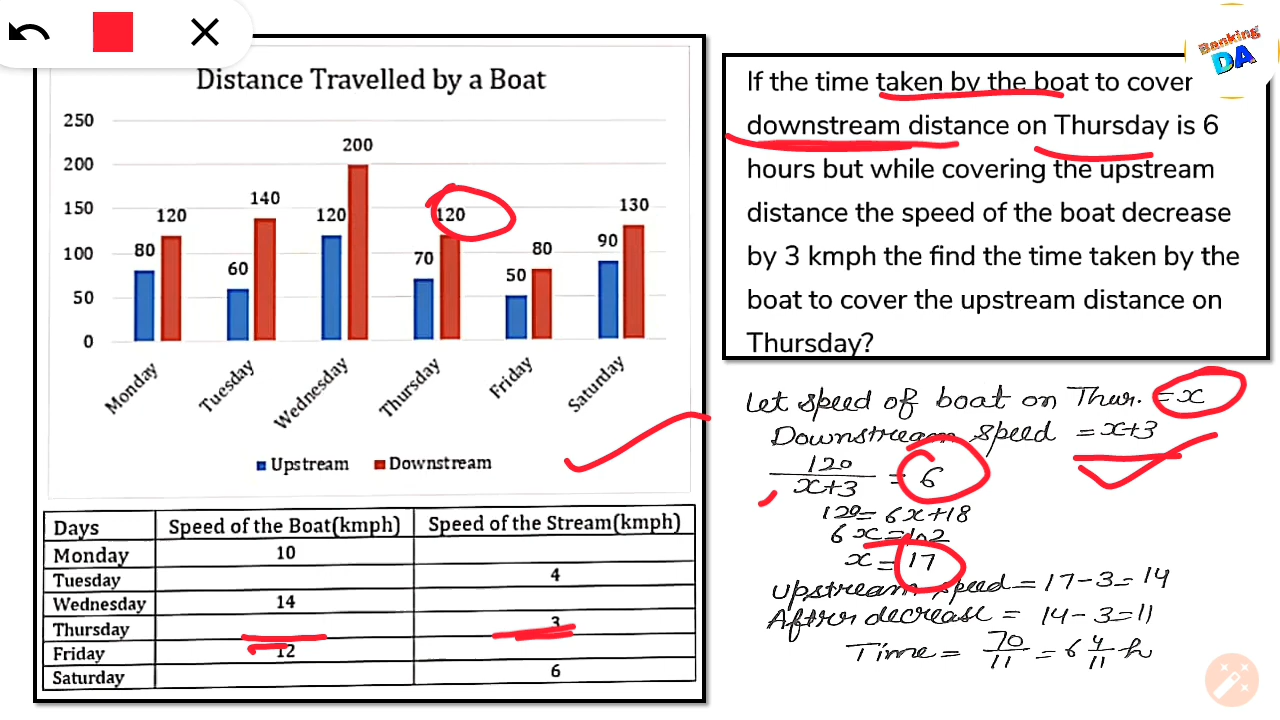 Banking
DA
Distance Travelled by a Boat
250
200
150
100
50
0
80
120
60
140
120
200
70
120
50
80
90
130
Monday
Tuesday
Wednesday
Thursday
Friday
Saturday
Upstream
Downstream
Days Speed of the Boat(kmph) Speed of the Stream(kmph)
Monday 10
Tuesday 4
Wednesday 14
Thursday 3
Friday 12
Saturday 6
If the time taken by the boat to cover
downstream distance on Thursday is 6
hours but while covering the upstream
distance the speed of the boat decrease
by 3 kmph the find the time taken by the
boat to cover the upstream distance on
Thursday?
Let speed of boat on Thur. = x
Downstream speed = x+3
120
x+3 = 6
120 = 6x+18
6x = 102
x = 17
Upstream speed = 17-3 = 14
After decrease = 14-3 = 11
Time = 70/11 = 6 4/11 h